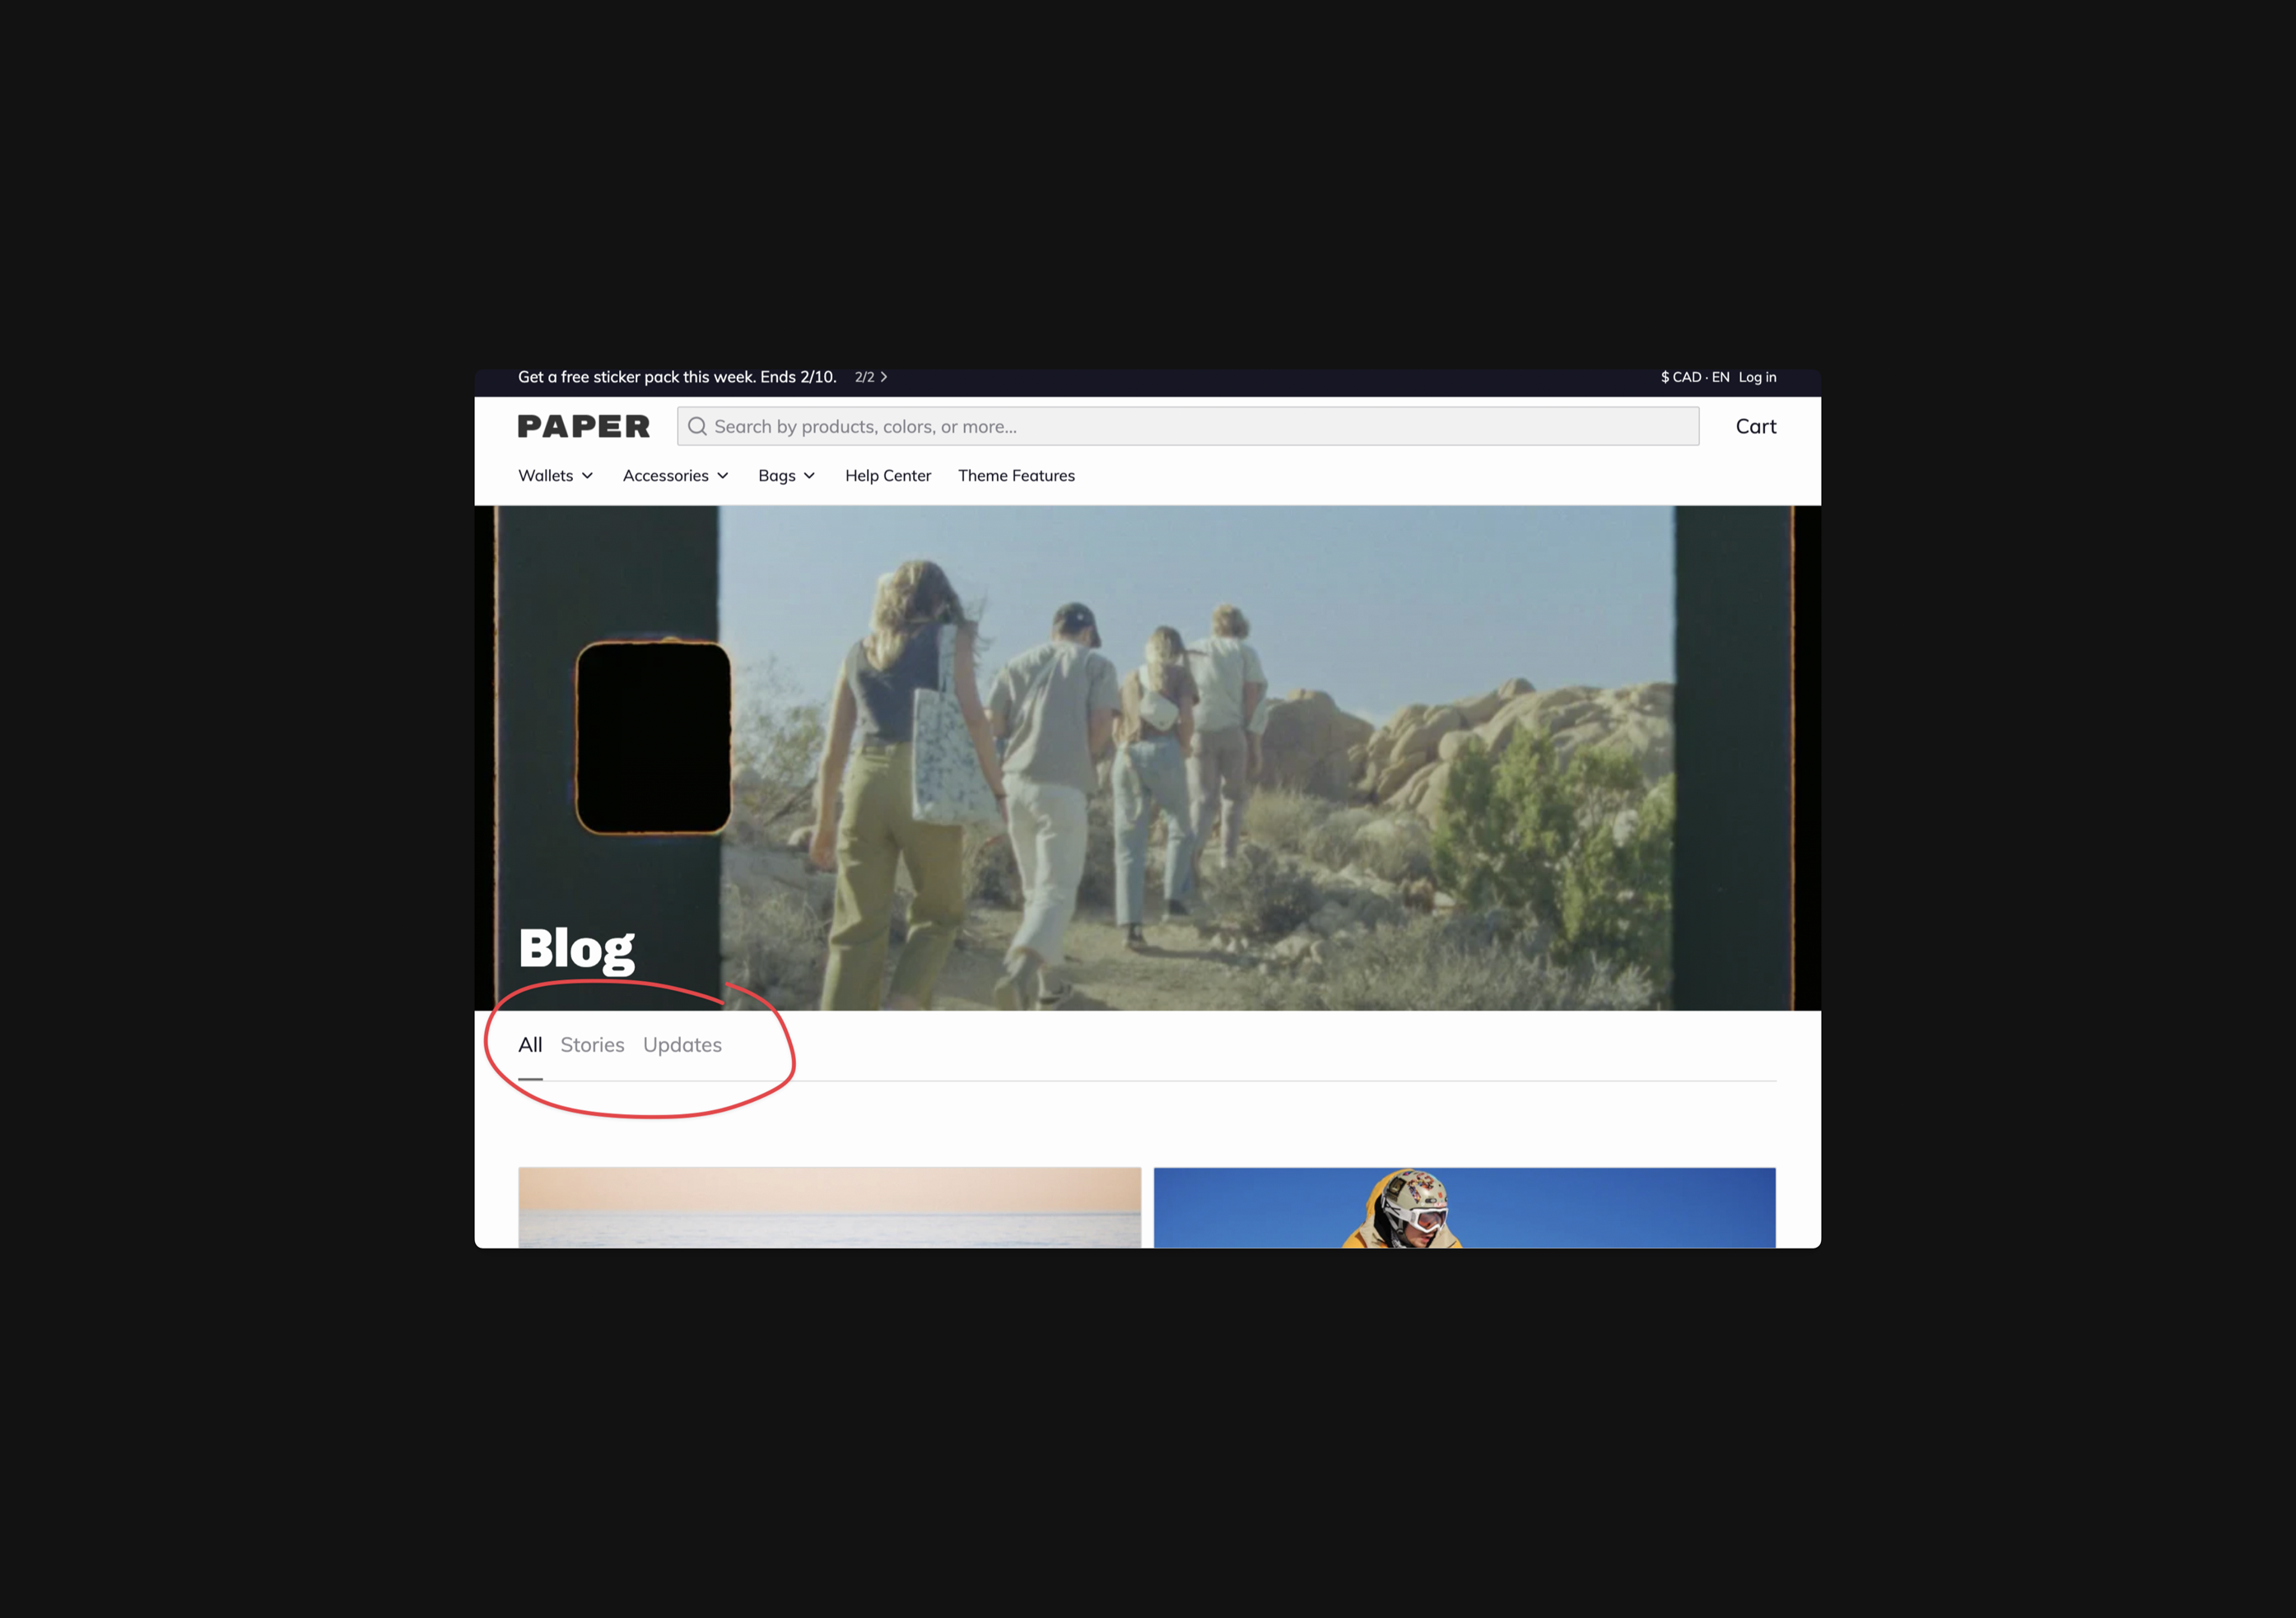 Get a free sticker pack this week. Ends 2/10. 2/2 $ CAD · EN Log in
PAPER Search by products, colors, or more... Cart
Wallets Accessories Bags Help Center Theme Features
Blog
All Stories Updates